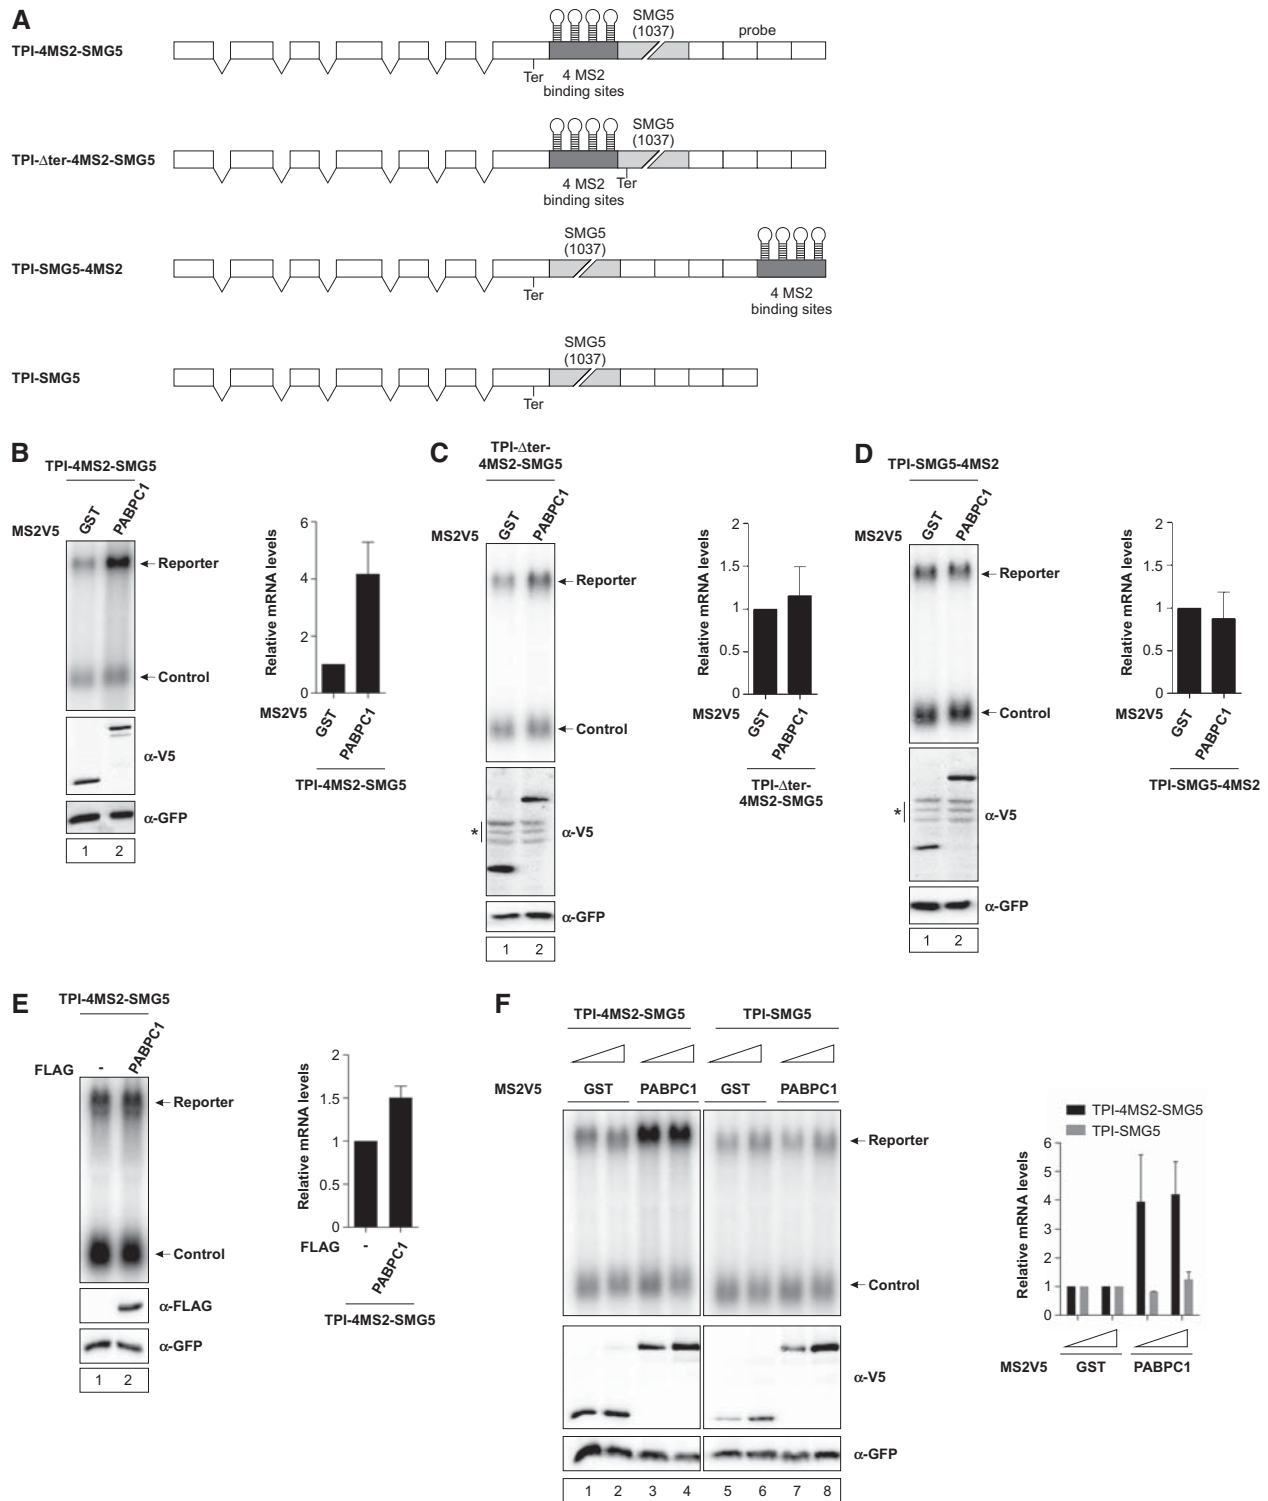 A
TPI-4MS2-SMG5
SMG5
(1037)
probe
Ter
4 MS2
binding sites
TPI-Δter-4MS2-SMG5
SMG5
(1037)
4 MS2
binding sites
Ter
TPI-SMG5-4MS2
SMG5
(1037)
Ter
4 MS2
binding sites
TPI-SMG5
SMG5
(1037)
Ter
B
TPI-4MS2-SMG5
MS2V5
GST
PABPC1
Reporter
Control
α-V5
α-GFP
1 2
Relative mRNA levels
6
4
2
0
MS2V5
GST
PABPC1
TPI-4MS2-SMG5
C
TPI-Δter-
4MS2-SMG5
MS2V5
GST
PABPC1
Reporter
Control
*
α-V5
α-GFP
1 2
Relative mRNA levels
2
1.5
1
0.5
0
MS2V5
GST
PABPC1
TPI-Δter-
4MS2-SMG5
D
TPI-SMG5-4MS2
MS2V5
GST
PABPC1
Reporter
Control
*
α-V5
α-GFP
1 2
Relative mRNA levels
2
1.5
1
0.5
0
MS2V5
GST
PABPC1
TPI-SMG5-4MS2
E
TPI-4MS2-SMG5
FLAG
-
PABPC1
Reporter
Control
α-FLAG
α-GFP
1 2
Relative mRNA levels
2
1.5
1
0.5
0
FLAG
-
PABPC1
TPI-4MS2-SMG5
F
TPI-4MS2-SMG5 TPI-SMG5
MS2V5 GST PABPC1 GST PABPC1
Reporter
Control
α-V5
α-GFP
1 2 3 4 5 6 7 8
TPI-4MS2-SMG5
TPI-SMG5
Relative mRNA levels
6
5
4
3
2
1
0
MS2V5 GST PABPC1